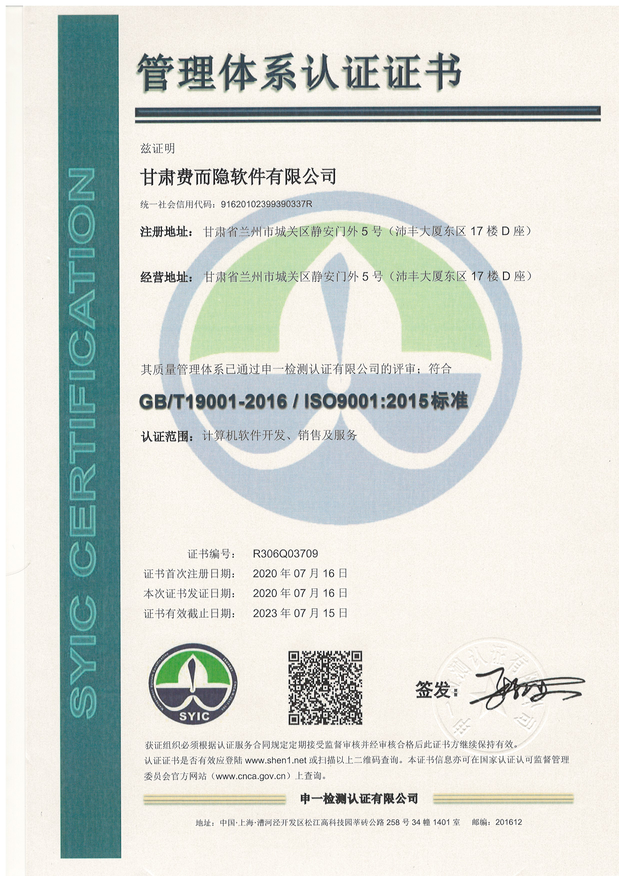 SYIC CERTIFICATION
管理体系认证证书
兹证明
甘肃费而隐软件有限公司
统一社会信用代码：91620102399390337R
注册地址： 甘肃省兰州市城关区静安门外 5 号（沛丰大厦东区 17 楼 D 座）
经营地址： 甘肃省兰州市城关区静安门外 5 号（沛丰大厦东区 17 楼 D 座）
其质量管理体系已通过申一检测认证有限公司的评审；符合
GB/T19001-2016 / ISO9001:2015标准
认证范围：计算机软件开发、销售及服务
证书编号： R306Q03709
证书首次注册日期： 2020 年 07 月 16 日
本次证书发证日期： 2020 年 07 月 16 日
证书有效截止日期： 2023 年 07 月 15 日
SYIC
签发：
获证组织必须根据认证服务合同规定定期接受监督审核并经审核合格后此证书方继续保持有效。
认证证书是否有效应登陆 www.shen1.net 或扫描以上二维码查询。本证书信息亦可在国家认证认可监督管理
委员会官方网站（www.cnca.gov.cn）上查询。
申一检测认证有限公司
地址：中国·上海·漕河泾开发区松江高科技园莘砖公路 258 号 34 幢 1401 室 邮编：201612